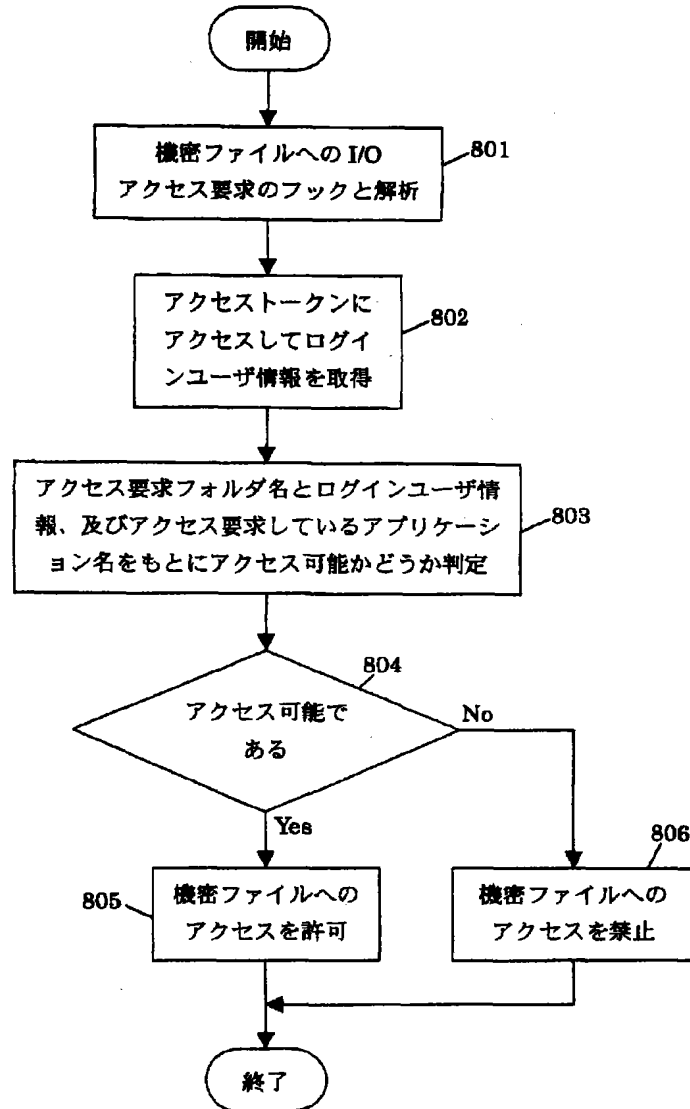 開始
機密ファイルへの I/O
アクセス要求のフックと解析
801
アクセストークンに
アクセスしてログイ
ンユーザ情報を取得
802
アクセス要求フォルダ名とログインユーザ情
報、及びアクセス要求しているアプリケーシ
ョン名をもとにアクセス可能かどうか判定
803
804
アクセス可能で
ある
No
Yes
805
機密ファイルへの
アクセスを許可
806
機密ファイルへの
アクセスを禁止
終了